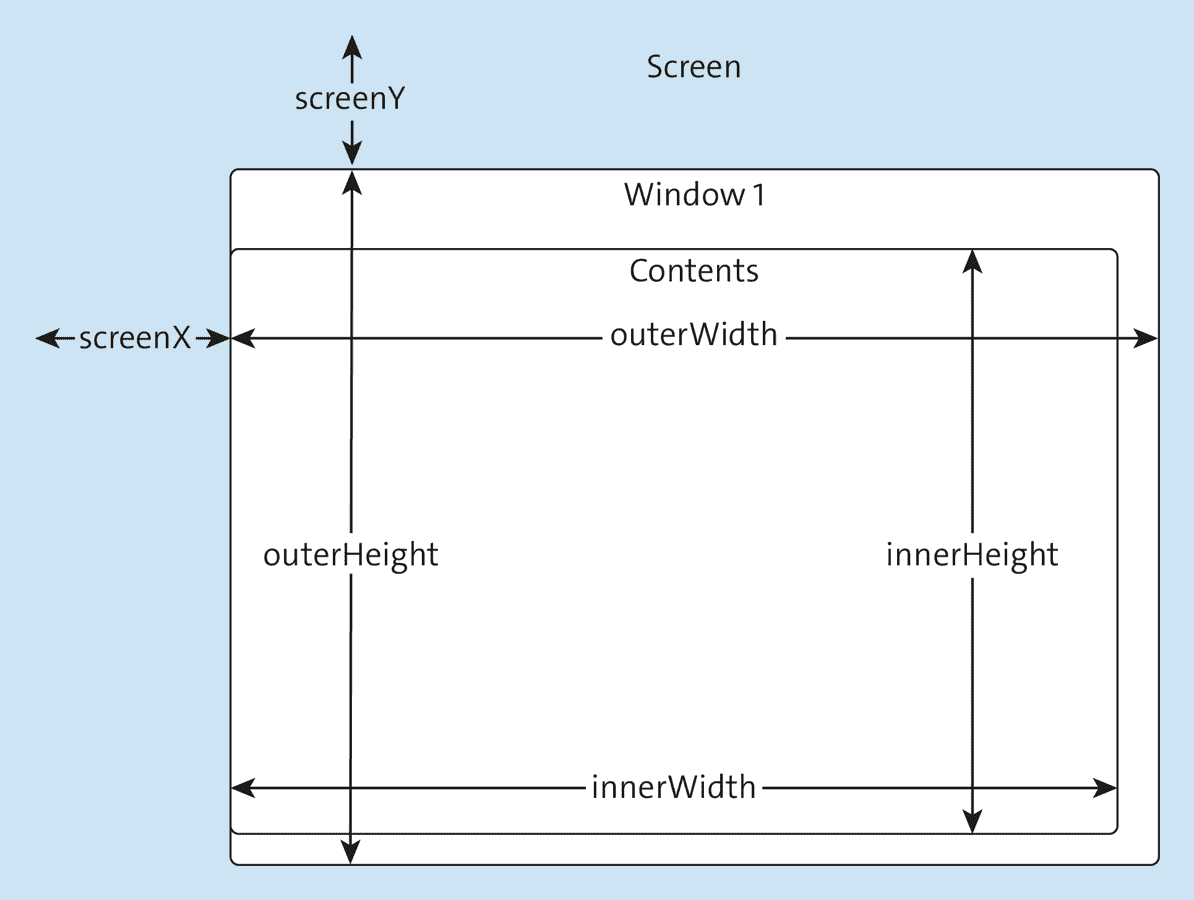 Screen
screenY
Window 1
Contents
screenX
outerWidth
outerHeight
innerHeight
innerWidth